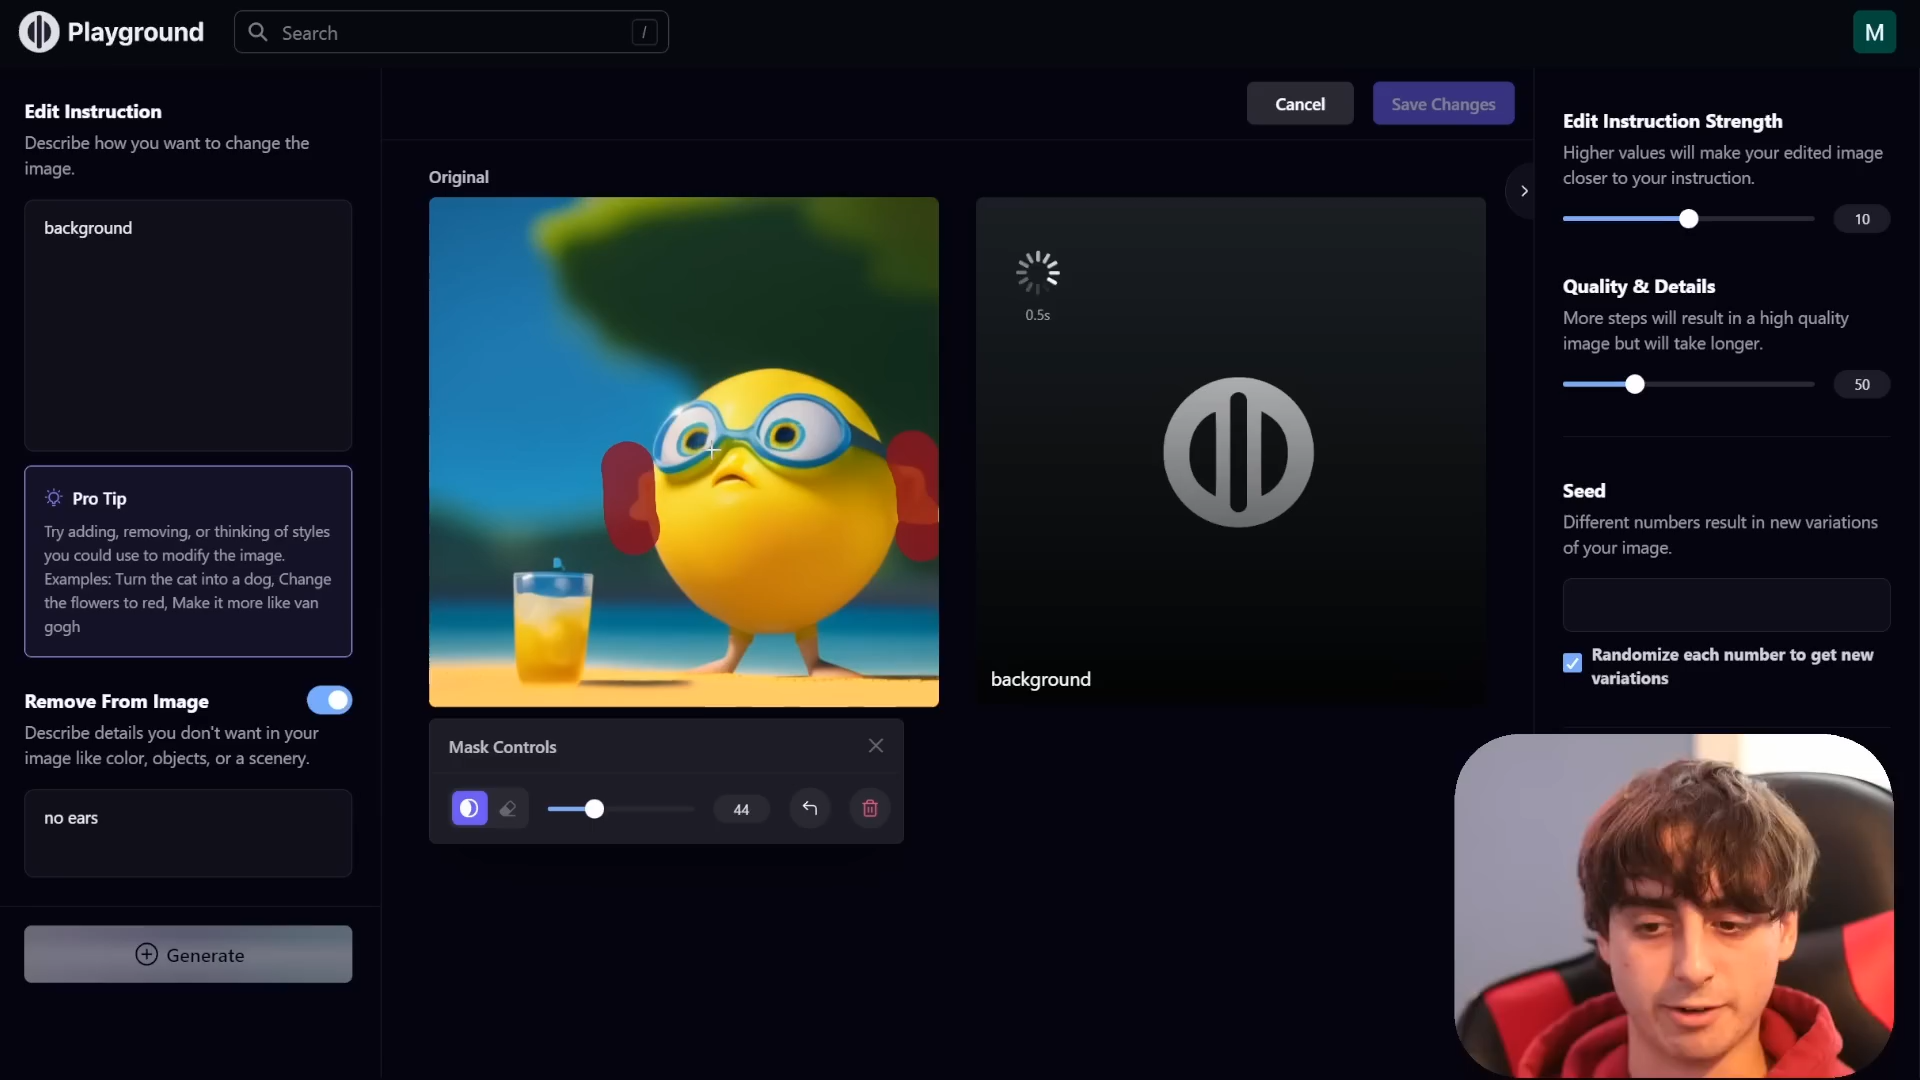 Playground
Search
/
M
Edit Instruction
Describe how you want to change the
image.
background
Pro Tip
Try adding, removing, or thinking of styles
you could use to modify the image.
Examples: Turn the cat into a dog, Change
the flowers to red, Make it more like van
gogh
Remove From Image
Describe details you don't want in your
image like color, objects, or a scenery.
no ears
Generate
Cancel
Save Changes
Original
0.5s
background
Mask Controls
44
Edit Instruction Strength
Higher values will make your edited image
closer to your instruction.
10
Quality & Details
More steps will result in a high quality
image but will take longer.
50
Seed
Different numbers result in new variations
of your image.
Randomize each number to get new
variations